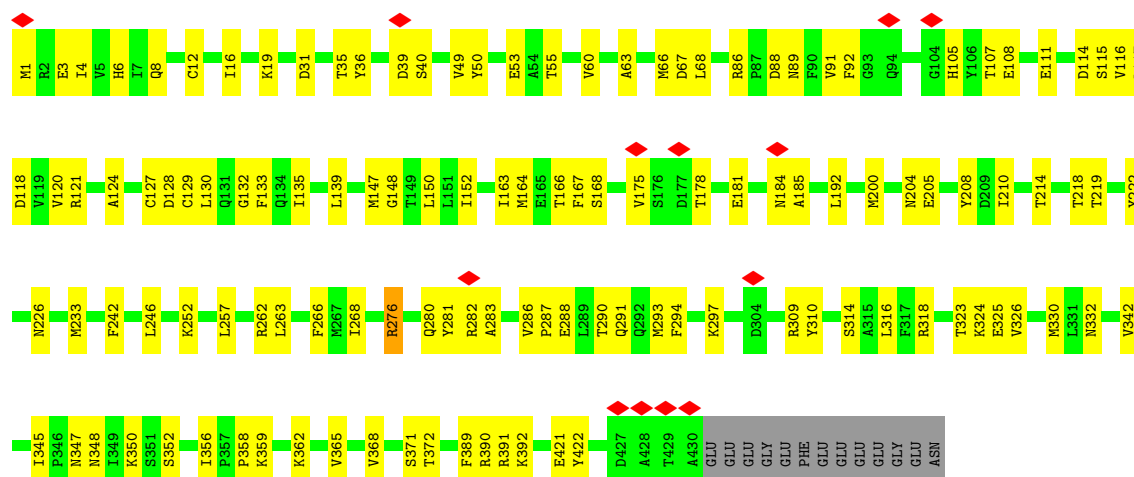 M1 R2 E3 I4 V5 H6 I7 Q8 C12 I16 K19 D31 T35 Y36 D39 S40 V49 Y50 E53 A54 T55 V60 A63 M66 D67 L68 R86 P87 D88 N89 F90 V91 F92 G93 Q94 G104 H105 Y106 T107 E108 E111 D114 S115 V116
D118 V119 V120 R121 A124 C127 D128 C129 L130 Q131 G132 F133 Q134 I135 L139 M147 G148 T149 L150 L151 I152 I163 M164 E165 T166 F167 S168 V175 S176 D177 T178 E181 N184 A185 L192 M200 N204 E205 Y208 D209 I210 T214 T218 T219 Y222
N226 M233 F242 L246 K252 L257 R262 L263 F266 M267 I268 R276 Q280 Y281 R282 A283 V286 P287 E288 L289 T290 Q291 Q292 M293 F294 K297 D304 R309 Y310 S314 A315 L316 F317 R318 T323 K324 E325 V326 M330 L331 N332 V342
I345 P346 N347 N348 I349 K350 S351 S352 I356 P357 P358 K359 K362 V365 V368 S371 T372 F389 R390 R391 K392 E421 Y422 D427 A428 T429 A430 GLU GLU GLU GLY GLU PHE GLU GLU GLU GLU GLY GLU ASN